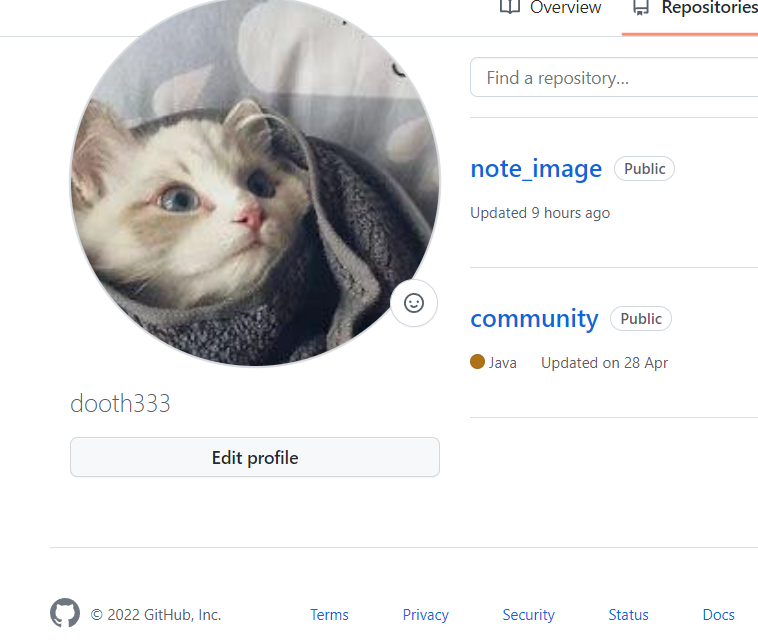 Overview
Repositories
Find a repository...
note_image
Public
Updated 9 hours ago
community
Public
Java
Updated on 28 Apr
dooth333
Edit profile
© 2022 GitHub, Inc.
Terms
Privacy
Security
Status
Docs